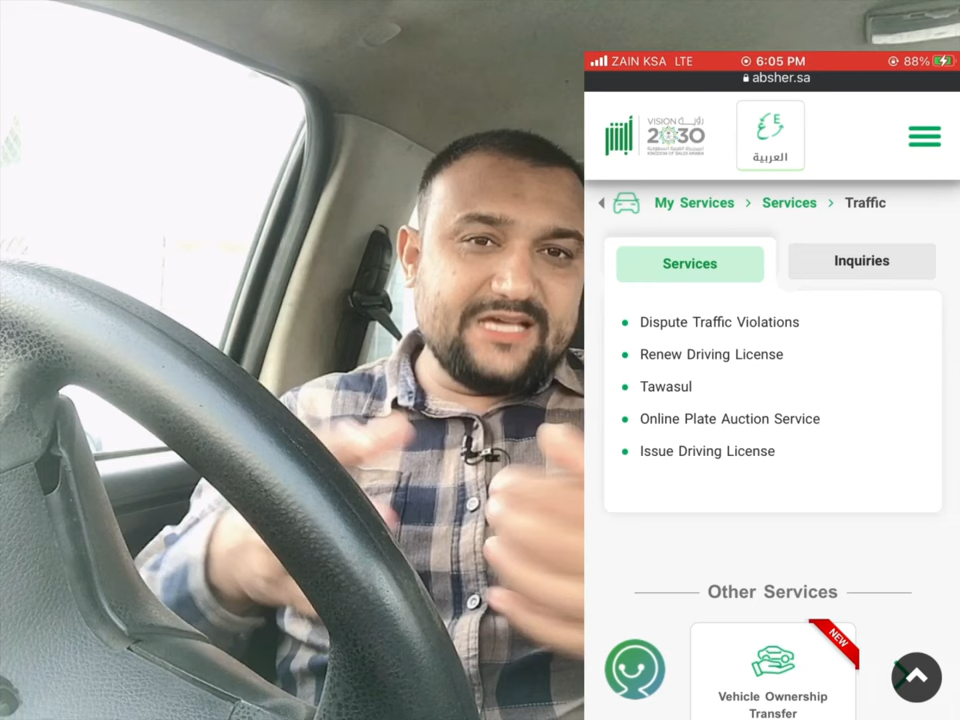 ZAIN KSA LTE 6:05 PM 88%
absher.sa
أبشر
VISION رؤيــة
2030
المملكة العربية السعودية
KINGDOM OF SAUDI ARABIA
E ع
العربية
My Services > Services > Traffic
Services Inquiries
Dispute Traffic Violations
Renew Driving License
Tawasul
Online Plate Auction Service
Issue Driving License
Other Services
NEW
Vehicle Ownership
Transfer